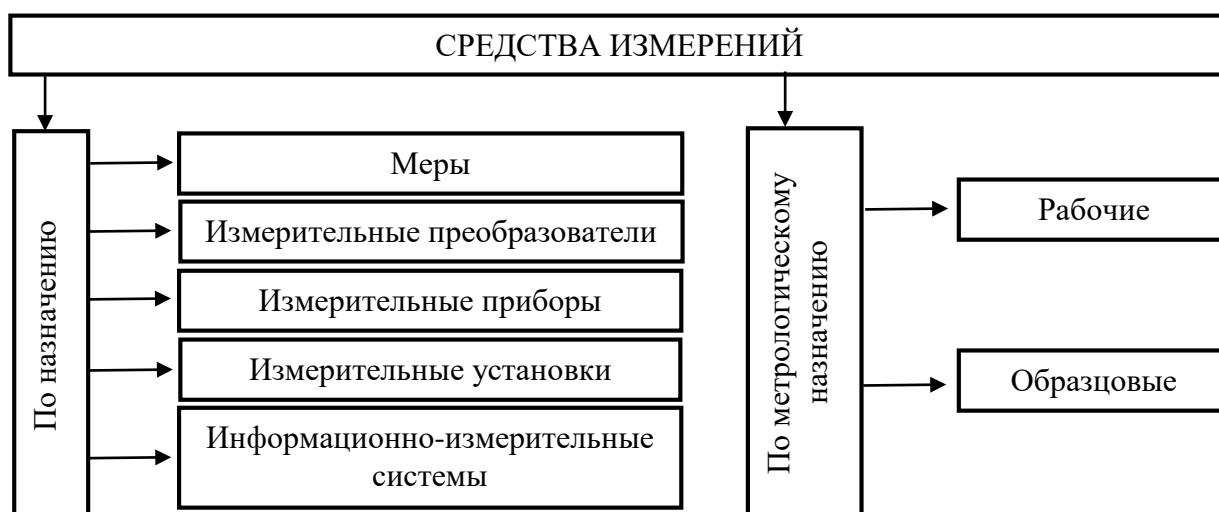 СРЕДСТВА ИЗМЕРЕНИЙ
По назначению
Меры
Измерительные преобразователи
Измерительные приборы
Измерительные установки
Информационно-измерительные
системы
По метрологическому
назначению
Рабочие
Образцовые